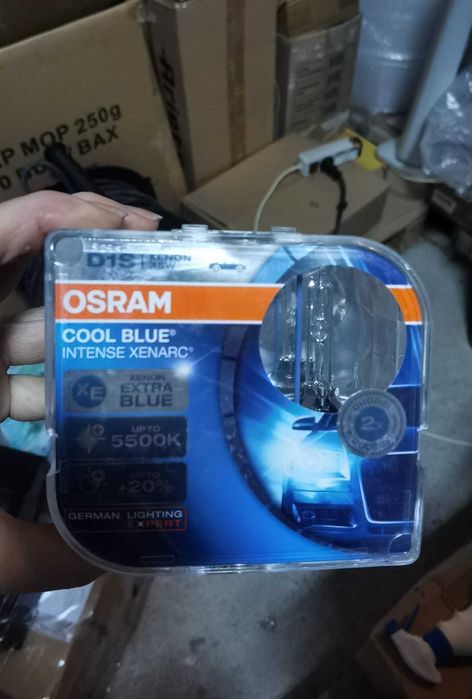 MOP 250g
BAX
D1S XENON
35W
OSRAM
COOL BLUE®
INTENSE XENARC®
XE XENON
EXTRA
BLUE
UP TO
5500K
UP TO
+20%
GERMAN LIGHTING
EXPERT
DUO
2x